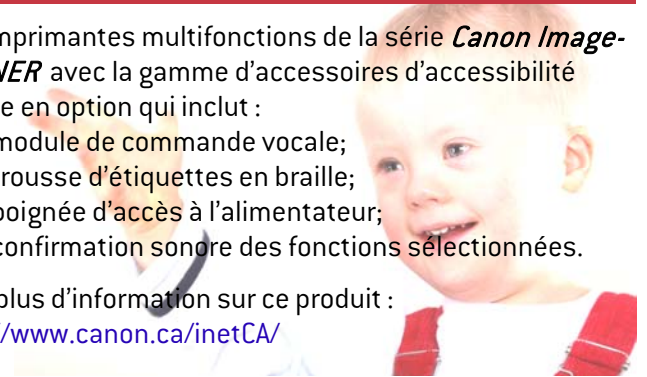 mprimantes multifonctions de la série Canon Image-
NER avec la gamme d'accessoires d'accessibilité
e en option qui inclut :
module de commande vocale;
rousse d'étiquettes en braille;
poignée d'accès à l'alimentateur;
confirmation sonore des fonctions sélectionnées.
plus d'information sur ce produit :
//www.canon.ca/inetCA/